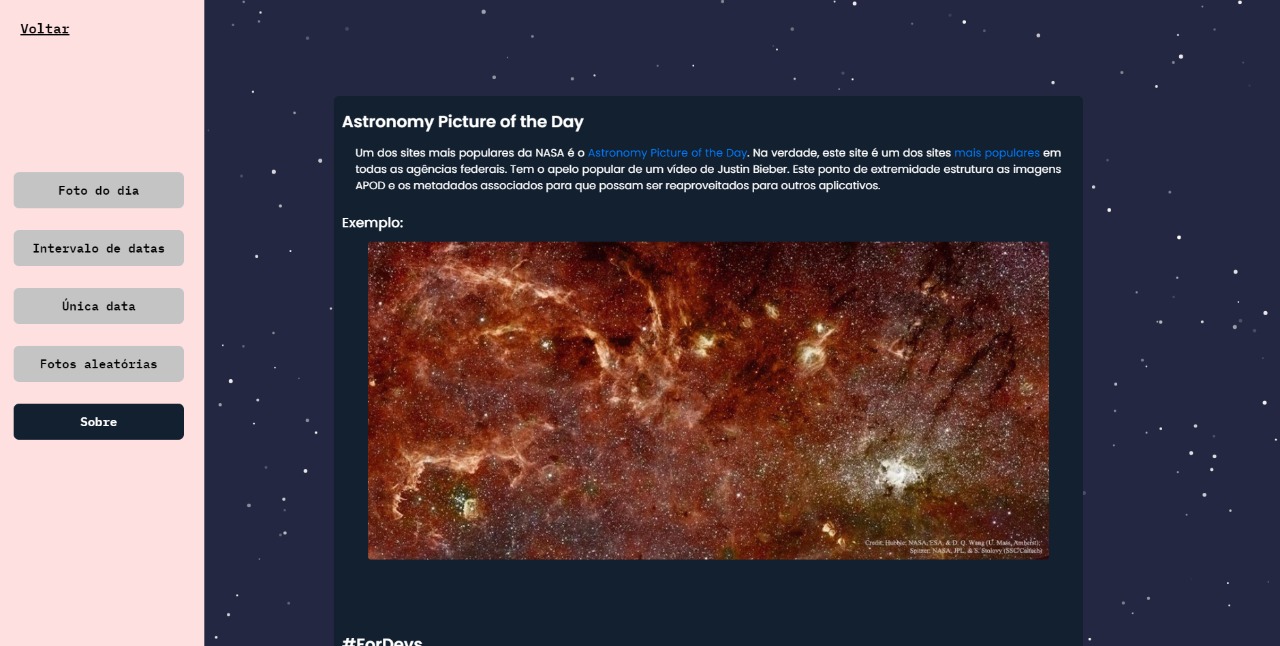 Voltar
Foto do dia
Intervalo de datas
Única data
Fotos aleatórias
Sobre
Astronomy Picture of the Day
Um dos sites mais populares da NASA é o Astronomy Picture of the Day. Na verdade, este site é um dos sites mais populares em
todas as agências federais. Tem o apelo popular de um vídeo de Justin Bieber. Este ponto de extremidade estrutura as imagens
APOD e os metadados associados para que possam ser reaproveitados para outros aplicativos.
Exemplo:
Credit: Hubble: NASA, ESA, & D. Q. Wang (U. Mass, Amherst);
Spitzer: NASA, JPL, & S. Stolovy (SSC/Caltech)
#ForDevs